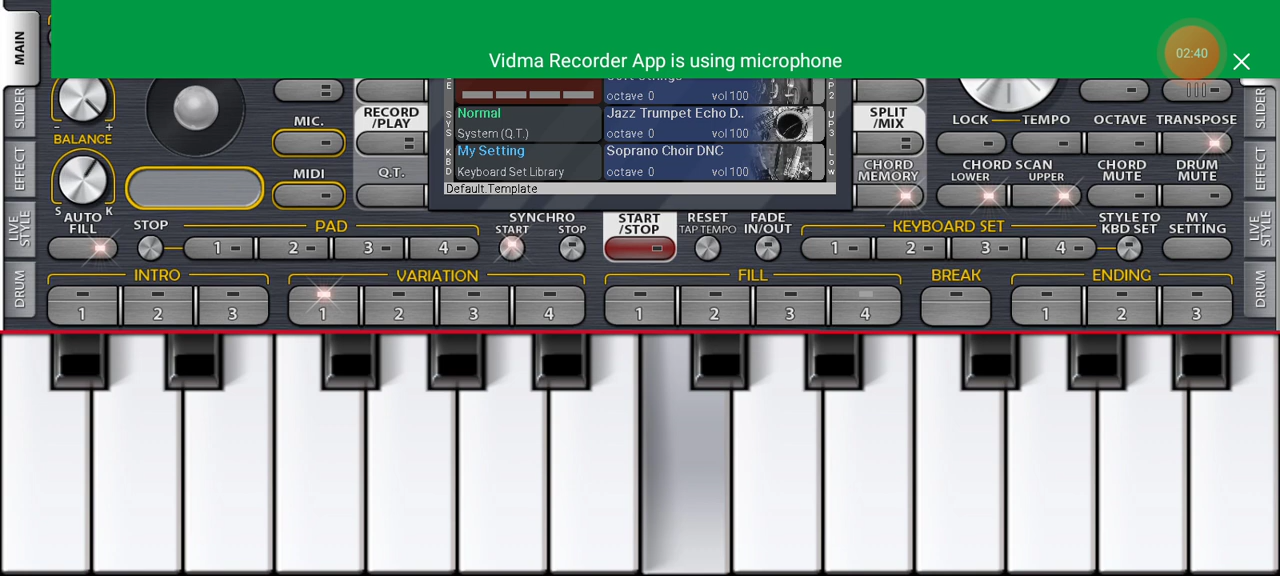 Vidma Recorder App is using microphone
02:40
MAIN
SLIDER
EFFECT
LIVE
STYLE
DRUM
- +
BALANCE
S K
MIC.
MIDI
RECORD
/PLAY
Q.T.
octave 0 vol 100
Normal
System (Q.T.)
Jazz Trumpet Echo D..
octave 0 vol 100
My Setting
Keyboard Set Library
Soprano Choir DNC
octave 0 vol 100
Default.Template
SYS
KBD
UP3
Low
SPLIT
/MIX
CHORD
MEMORY
LOCK TEMPO
OCTAVE
TRANSPOSE
CHORD SCAN
LOWER UPPER
CHORD
MUTE
DRUM
MUTE
AUTO
FILL
STOP
PAD
1 2 3 4
SYNCHRO
START STOP
START
/STOP
RESET
TAP TEMPO
FADE
IN/OUT
KEYBOARD SET
1 2 3 4
STYLE TO
KBD SET
MY
SETTING
INTRO
1 2 3
VARIATION
1 2 3 4
FILL
1 2 3 4
BREAK
ENDING
1 2 3
SLIDER
EFFECT
LIVE
STYLE
DRUM